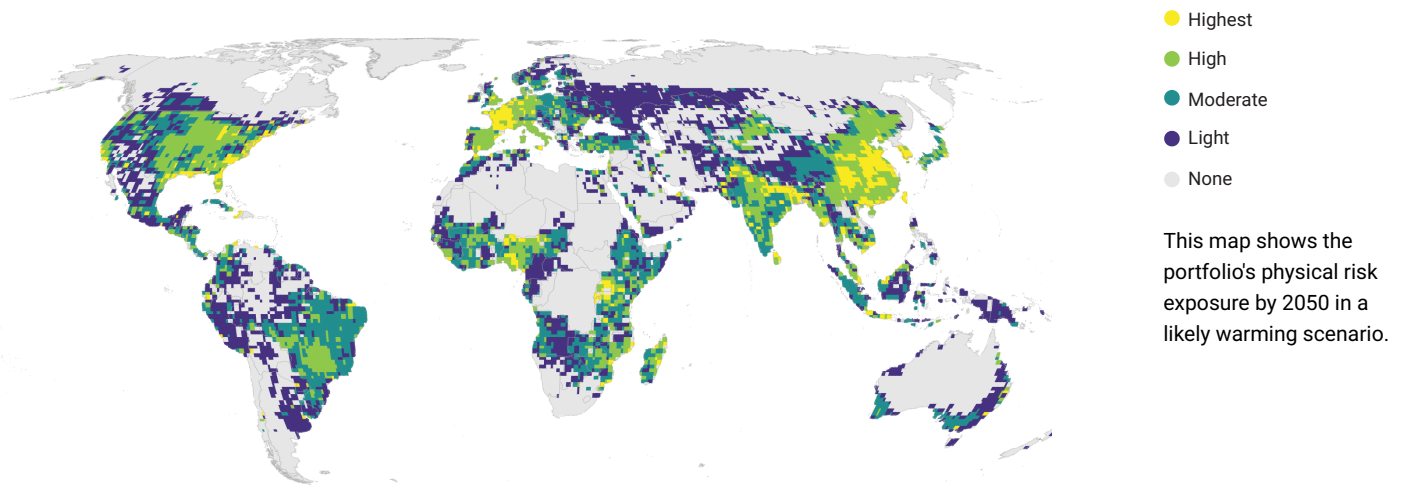 Highest
High
Moderate
Light
None
This map shows the
portfolio's physical risk
exposure by 2050 in a
likely warming scenario.